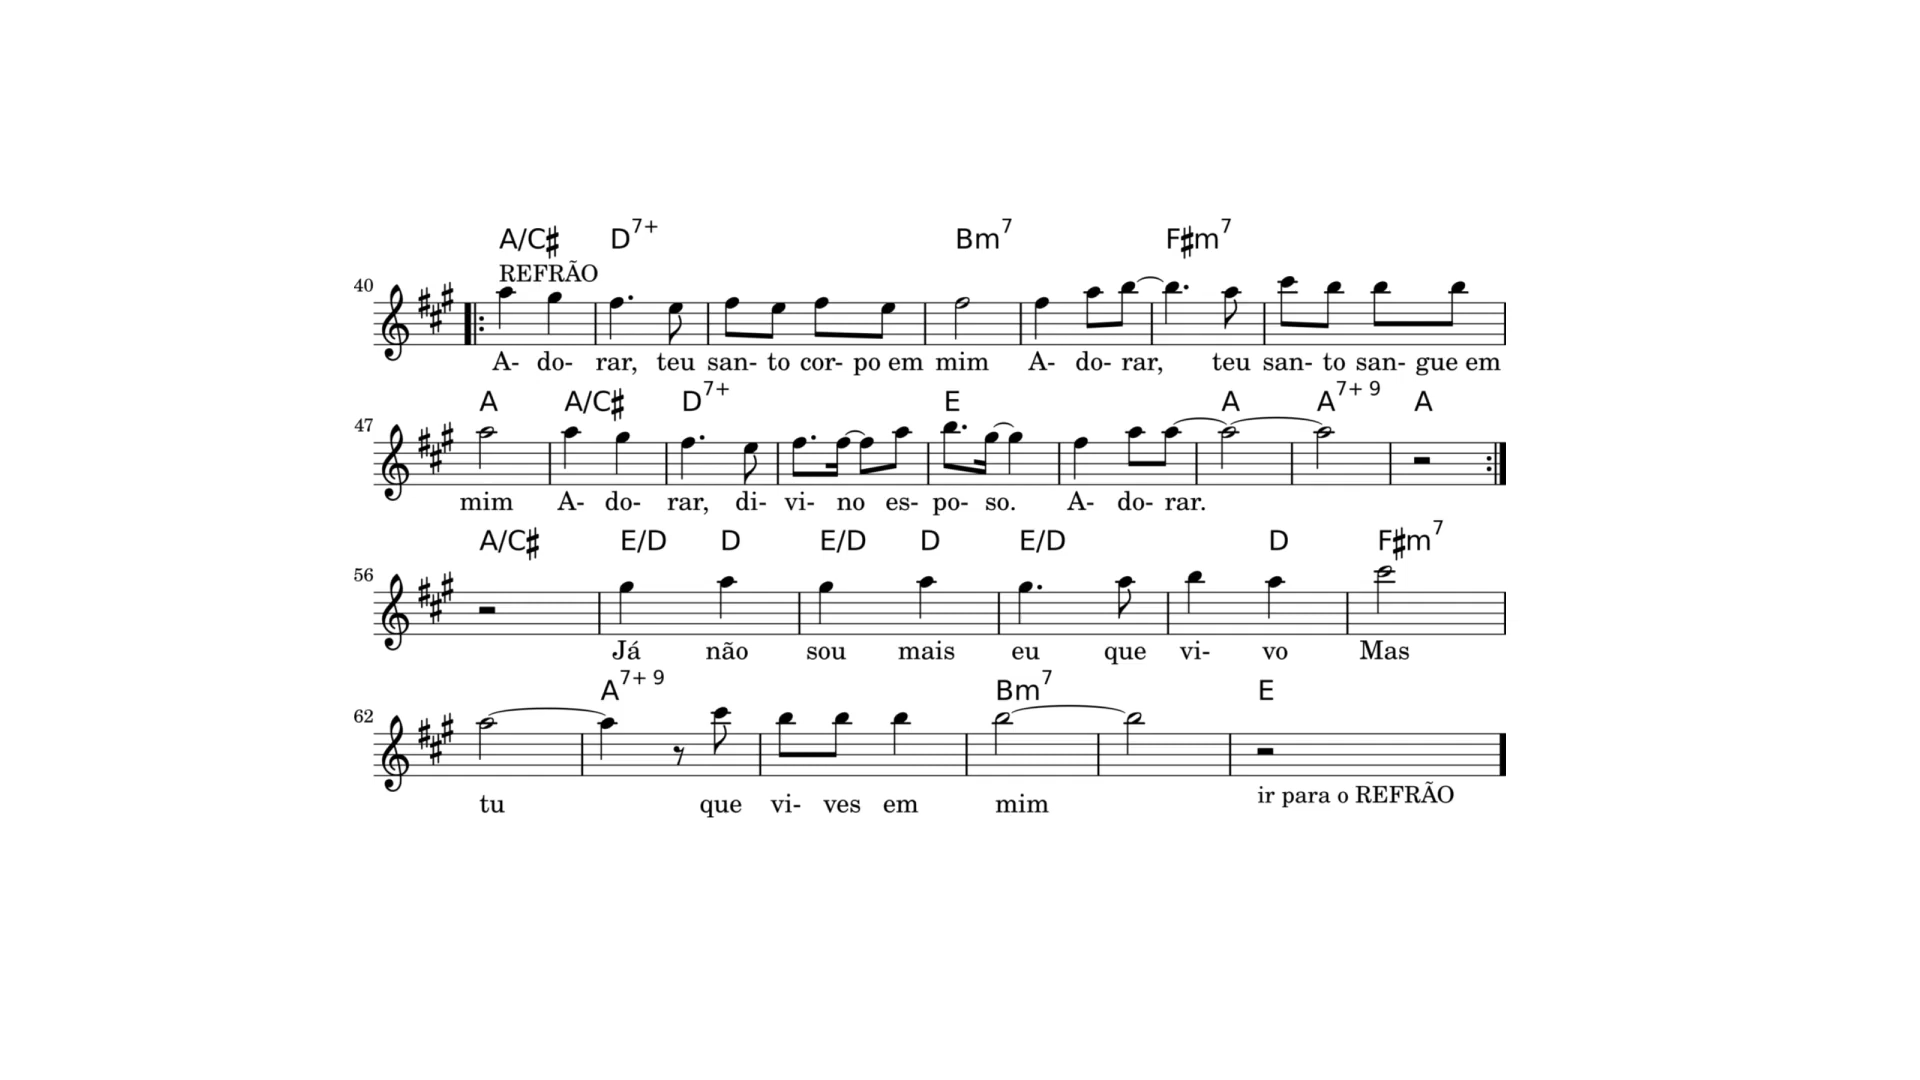 A/C♯ D7+ Bm7 F♯m7
REFRÃO
40
A- do- rar, teu san- to cor- po em mim A- do- rar, teu san- to san- gue em
A A/C♯ D7+ E A A7+ 9 A
47
mim A- do- rar, di- vi- no es- po- so. A- do- rar.
A/C♯ E/D D E/D D E/D D F♯m7
56
Já não sou mais eu que vi- vo Mas
A7+ 9 Bm7 E
62
tu que vi- ves em mim
ir para o REFRÃO